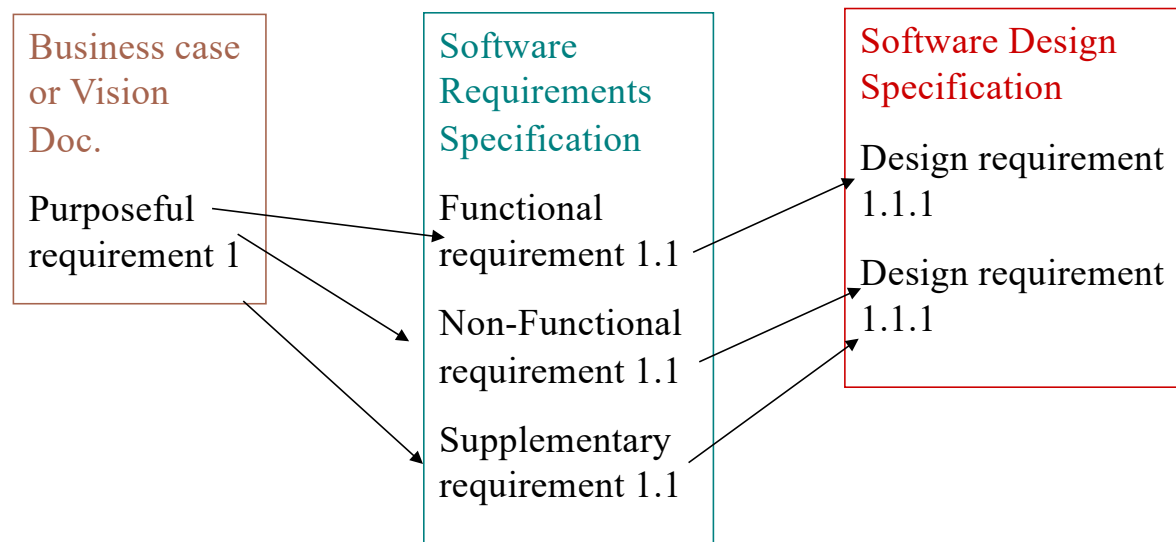 Business case
or Vision
Doc.
Purposeful
requirement 1
Software
Requirements
Specification
Functional
requirement 1.1
Non-Functional
requirement 1.1
Supplementary
requirement 1.1
Software Design
Specification
Design requirement
1.1.1
Design requirement
1.1.1